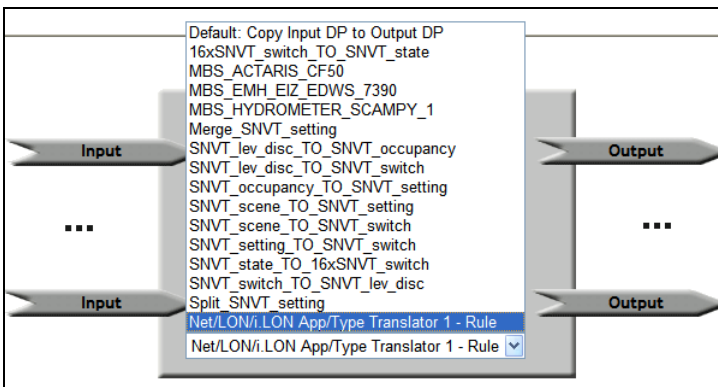 Default: Copy Input DP to Output DP
16xSNVT_switch_TO_SNVT_state
MBS_ACTARIS_CF50
MBS_EMH_EIZ_EDWS_7390
MBS_HYDROMETER_SCAMPY_1
Merge_SNVT_setting
SNVT_lev_disc_TO_SNVT_occupancy
SNVT_lev_disc_TO_SNVT_switch
SNVT_occupancy_TO_SNVT_setting
SNVT_scene_TO_SNVT_setting
SNVT_scene_TO_SNVT_switch
SNVT_setting_TO_SNVT_switch
SNVT_state_TO_16xSNVT_switch
SNVT_switch_TO_SNVT_lev_disc
Split_SNVT_setting
Net/LON/i.LON App/Type Translator 1 - Rule
Net/LON/i.LON App/Type Translator 1 - Rule
Input
...
Input
Output
...
Output